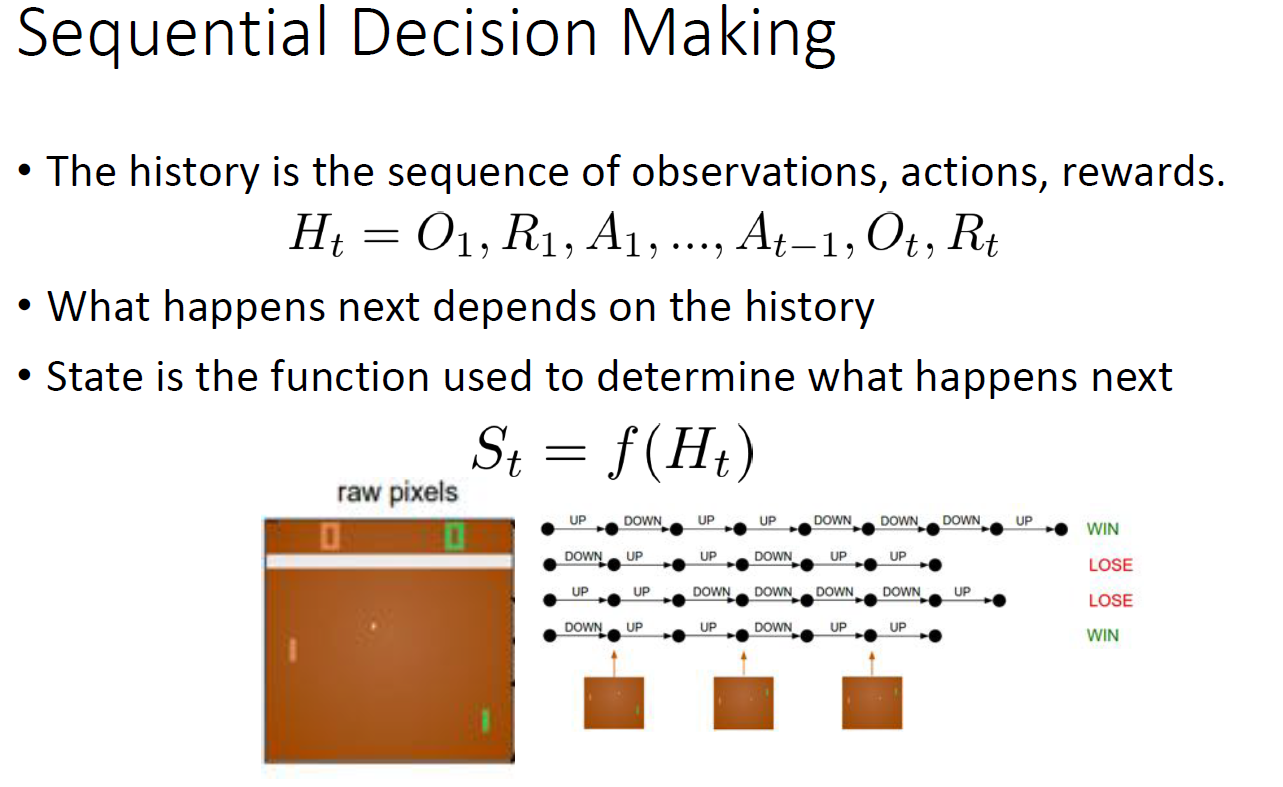 Sequential Decision Making
• The history is the sequence of observations, actions, rewards.
H_t = O_1, R_1, A_1, ..., A_{t−1}, O_t, R_t
• What happens next depends on the history
• State is the function used to determine what happens next
S_t = f(H_t)
raw pixels
UP DOWN UP UP DOWN DOWN DOWN UP WIN
DOWN UP UP DOWN UP UP LOSE
UP UP DOWN DOWN DOWN DOWN UP LOSE
DOWN UP UP DOWN UP UP WIN
0 0